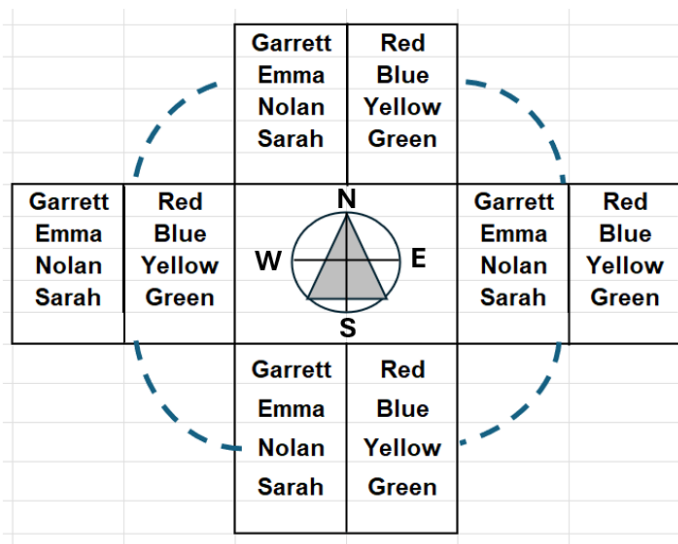 Garrett Red
Emma Blue
Nolan Yellow
Sarah Green
Garrett Red
Emma Blue
Nolan Yellow
Sarah Green
N
W E
S
Garrett Red
Emma Blue
Nolan Yellow
Sarah Green
Garrett Red
Emma Blue
Nolan Yellow
Sarah Green